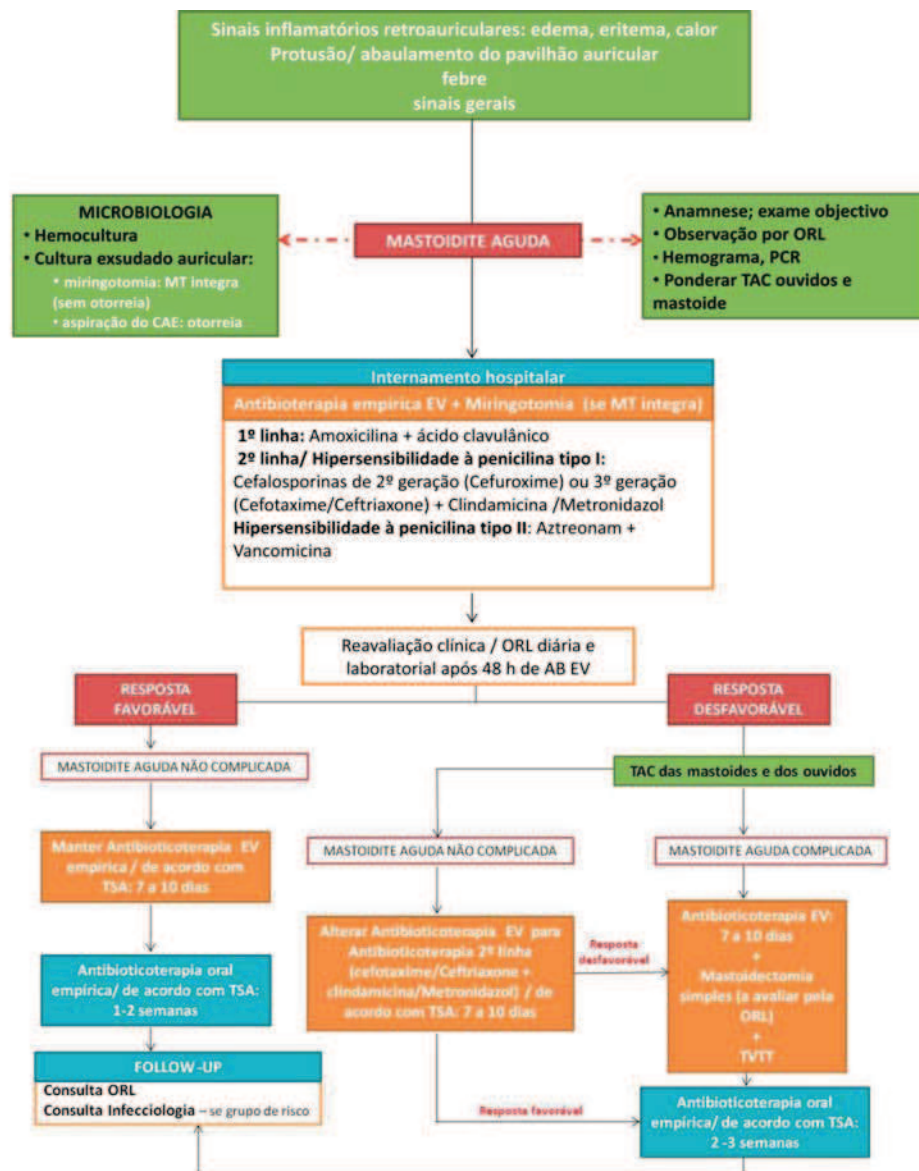 Sinais inflamatórios retroauriculares: edema, eritema, calor
Protusão/ abaulamento do pavilhão auricular
febre
sinais gerais
MICROBIOLOGIA
• Hemocultura
• Cultura exsudado auricular:
• miringotomia: MT integra
(sem otorreia)
• aspiração do CAE: otorreia
MASTOIDITE AGUDA
• Anamnese; exame objectivo
• Observação por ORL
• Hemograma, PCR
• Ponderar TAC ouvidos e
mastoide
Internamento hospitalar
Antibioterapia empírica EV + Miringotomia (se MT integra)
1º linha: Amoxicilina + ácido clavulânico
2º linha/ Hipersensibilidade à penicilina tipo I:
Cefalosporinas de 2º geração (Cefuroxime) ou 3º geração
(Cefotaxime/Ceftriaxone) + Clindamicina /Metronidazol
Hipersensibilidade à penicilina tipo II: Aztreonam +
Vancomicina
Reavaliação clínica / ORL diária e
laboratorial após 48 h de AB EV
RESPOSTA
FAVORÁVEL
RESPOSTA
DESFAVORÁVEL
MASTOIDITE AGUDA NÃO COMPLICADA
TAC das mastoides e dos ouvidos
Manter Antibioticoterapia EV
empírica / de acordo com
TSA: 7 a 10 dias
MASTOIDITE AGUDA NÃO COMPLICADA
MASTOIDITE AGUDA COMPLICADA
Alterar Antibioticoterapia EV para
Antibioticoterapia 2º linha
(cefotaxime/Ceftriaxone +
clindamicina/Metronidazol) / de
acordo com TSA: 7 a 10 dias
Resposta
desfavorável
Antibioticoterapia EV:
7 a 10 dias
+
Mastoidectomia
simples (a avaliar pela
ORL)
+
TVTT
Antibioticoterapia oral
empírica/ de acordo com TSA:
1-2 semanas
FOLLOW -UP
Consulta ORL
Consulta Infecciologia – se grupo de risco
Resposta favorável
Antibioticoterapia oral
empírica/ de acordo com TSA:
2 -3 semanas